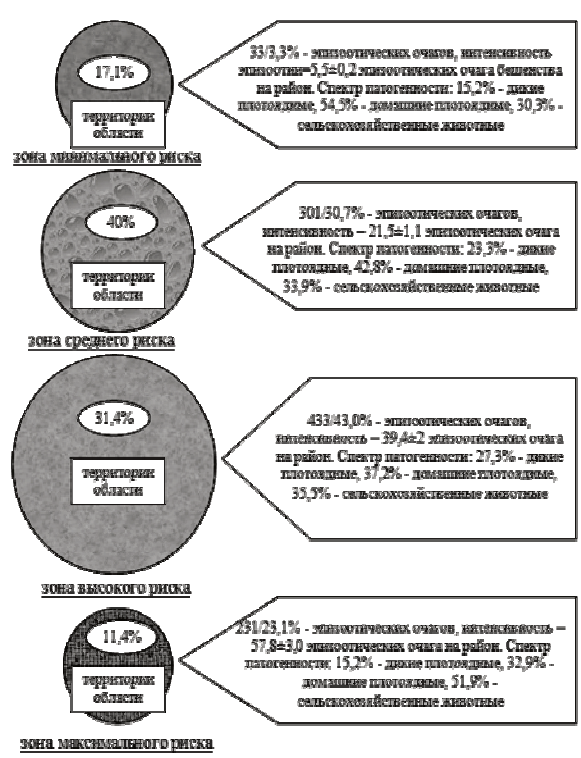 17,1%
территории
области
зона минимального риска
33/3,3% - эпизоотических очагов, интенсивность
эпизоотии=5,5±0,2 эпизоотических очага бешенства
на район. Спектр патогенности: 15,2% - дикие
плотоядные, 54,5% - домашние плотоядные, 30,3% -
сельскохозяйственные животные
40%
территории
области
зона среднего риска
301/30,7% - эпизоотических очагов,
интенсивность – 21,5±1,1 эпизоотических очага
на район. Спектр патогенности: 23,3% - дикие
плотоядные, 42,8% - домашние плотоядные,
33,9% - сельскохозяйственные животные
31,4%
территории
области
зона высокого риска
433/43,0% - эпизоотических очагов,
интенсивность – 39,4±2 эпизоотических очага
на район. Спектр патогенности: 27,3% - дикие
плотоядные, 37,2% - домашние плотоядные,
35,5% - сельскохозяйственные животные
11,4%
территории
области
зона максимального риска
231/23,1% - эпизоотических очагов, интенсивность –
57,8±3,0 эпизоотических очага на район. Спектр
патогенности: 15,2% - дикие плотоядные, 32,9% -
домашние плотоядные, 51,9% -
сельскохозяйственные животные